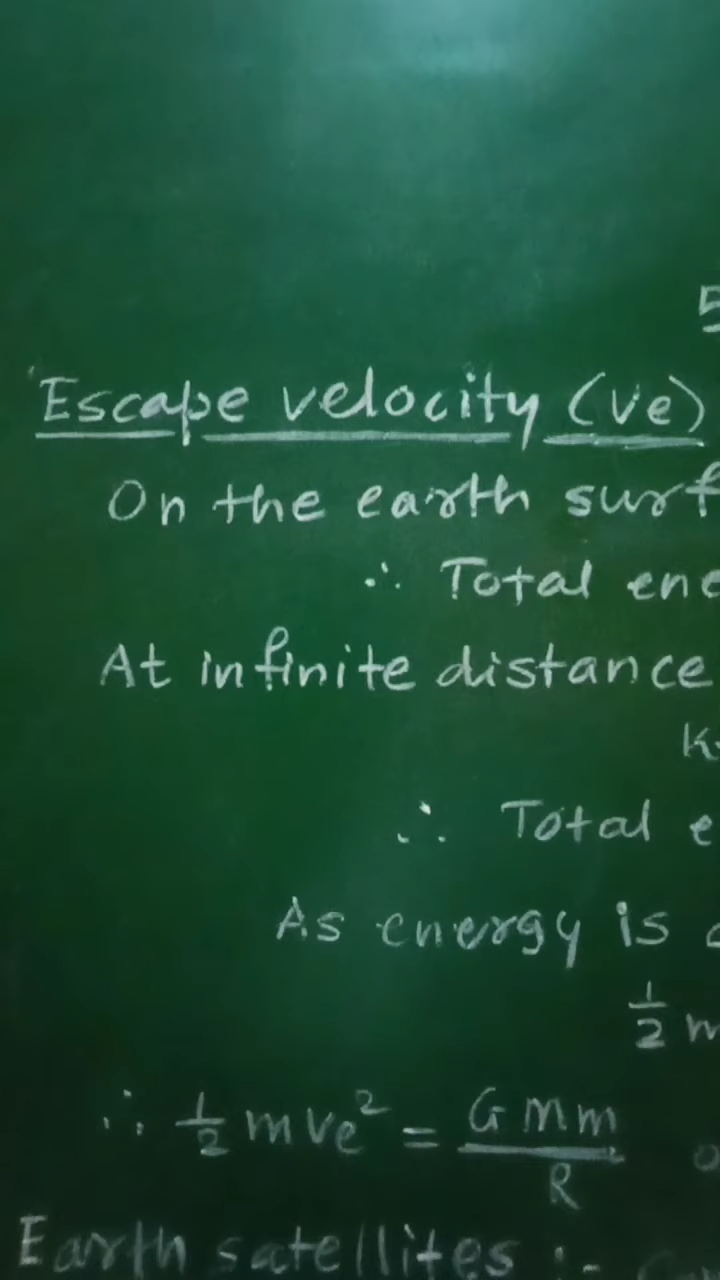 5
Escape velocity (ve)
On the earth surf
∴ Total ene
At infinite distance
K.
∴ Total e
As energy is
1/2 m
∴ 1/2 mve² = GMm/R
Earth satellites :-